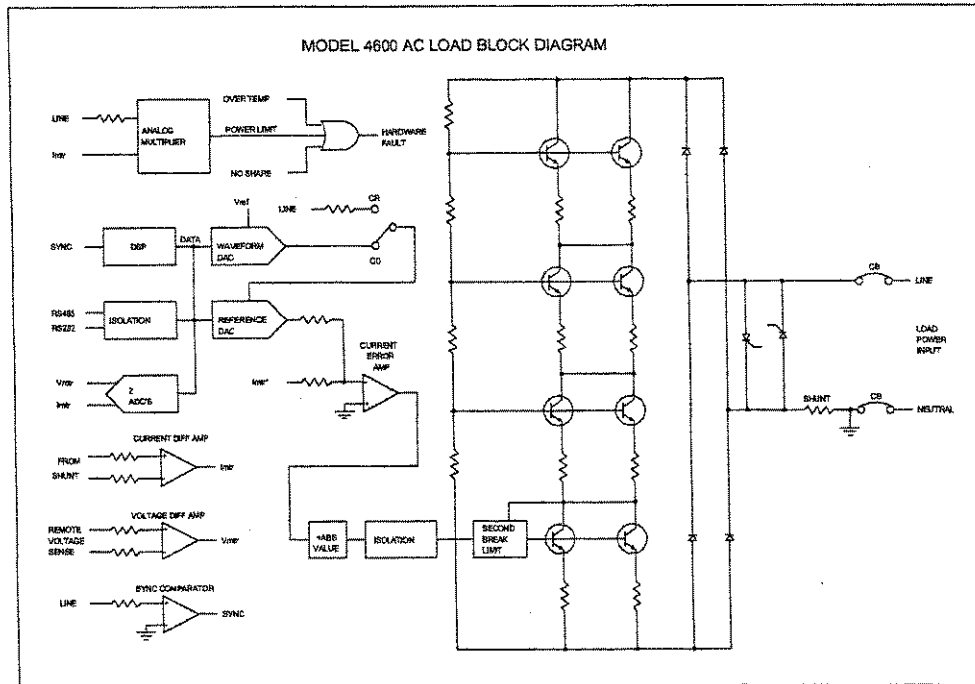 MODEL 4600 AC LOAD BLOCK DIAGRAM
LINE
Imtr
ANALOG
MULTIPLIER
OVER TEMP
POWER LIMIT
NO SHARE
HARDWARE
FAULT
SYNC
DSP
DATA
Vref
WAVEFORM
DAC
LINE
CR
CC
RS485
RS232
ISOLATION
REFERENCE
DAC
Vmtr
Imtr
2
ADC'S
Imtr
CURRENT
ERROR
AMP
CURRENT DIFF AMP
FROM
SHUNT
Imtr
VOLTAGE DIFF AMP
REMOTE
VOLTAGE
SENSE
Vmtr
SYNC COMPARATOR
LINE
SYNC
+ABS
VALUE
ISOLATION
SECOND
BREAK
LIMIT
CB
LINE
LOAD
POWER
INPUT
SHUNT
CB
NEUTRAL